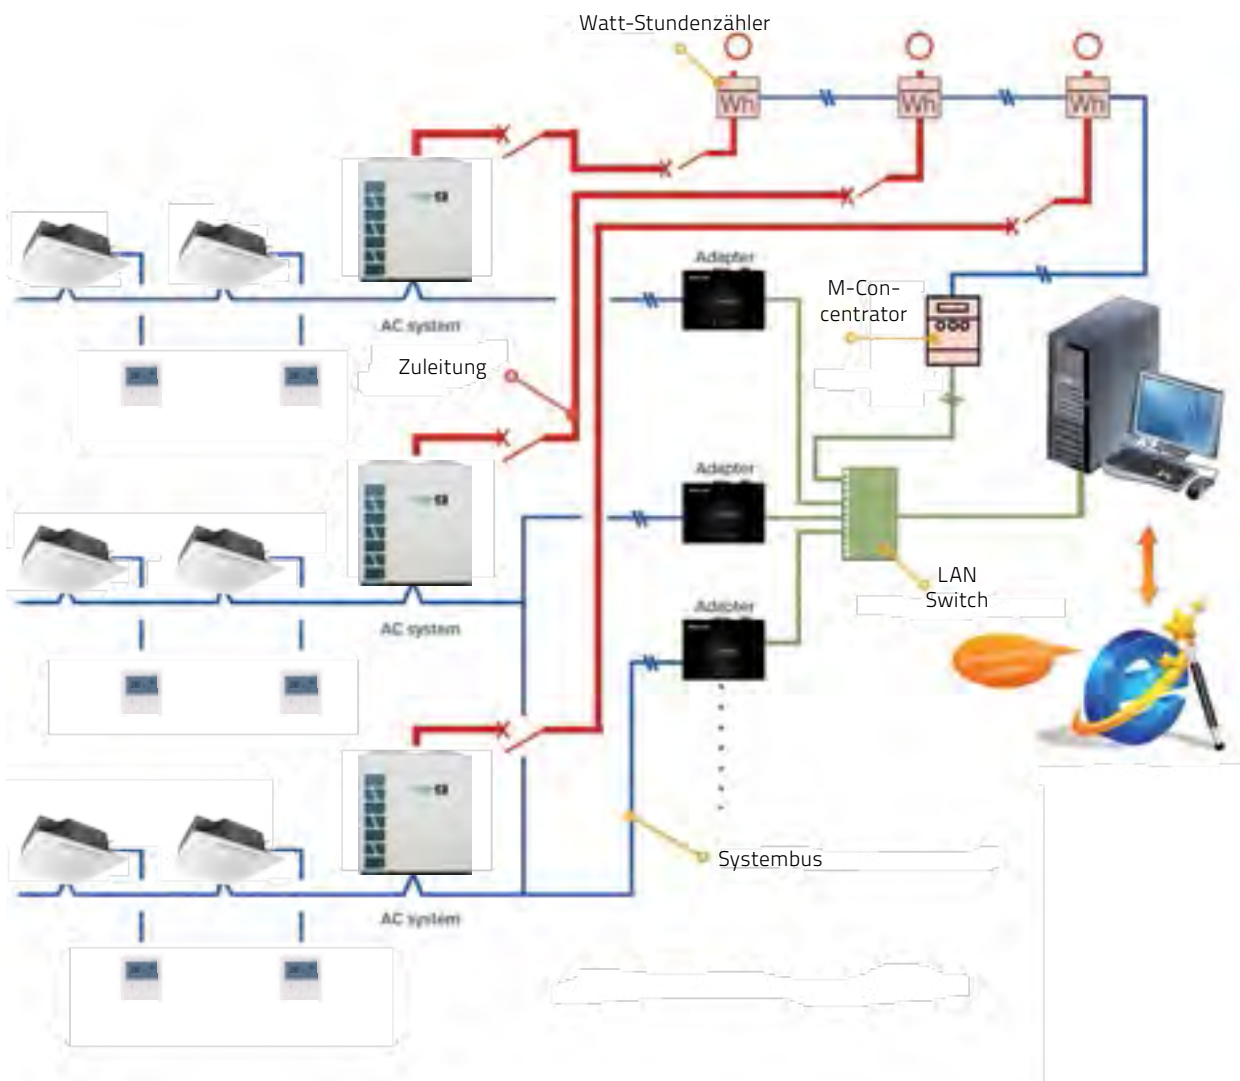 Watt-Stundenzähler
Wh
Wh
Wh
Adapter
M-Con-
centrator
AC system
Zuleitung
Adapter
LAN
Switch
Adapter
AC system
Systembus
AC system